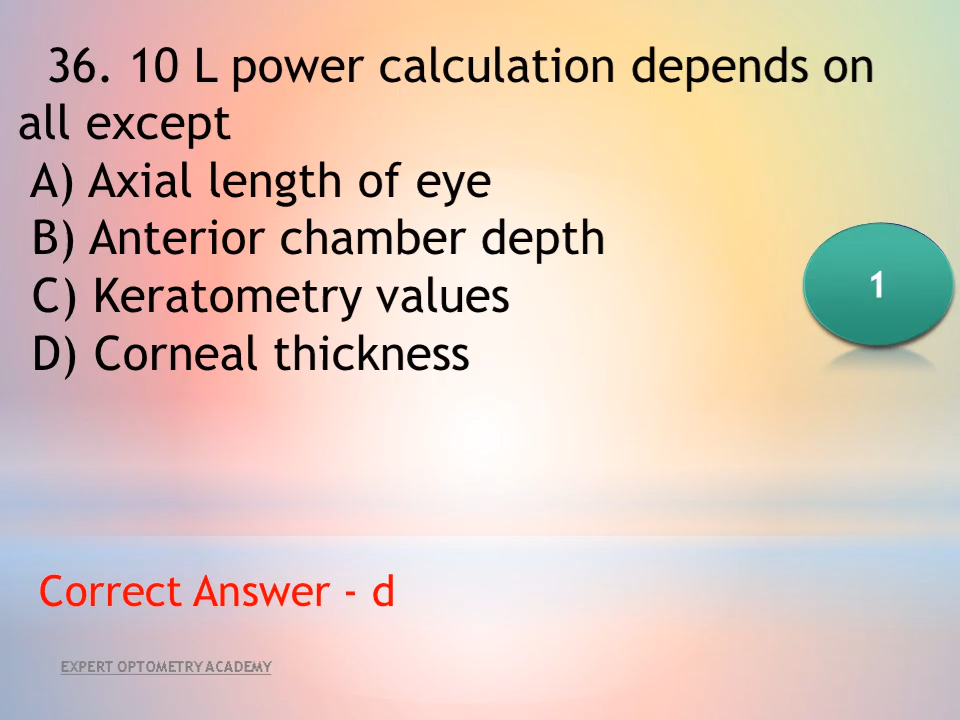 36. 10 L power calculation depends on
all except
A) Axial length of eye
B) Anterior chamber depth
C) Keratometry values
D) Corneal thickness
1
Correct Answer - d
EXPERT OPTOMETRY ACADEMY